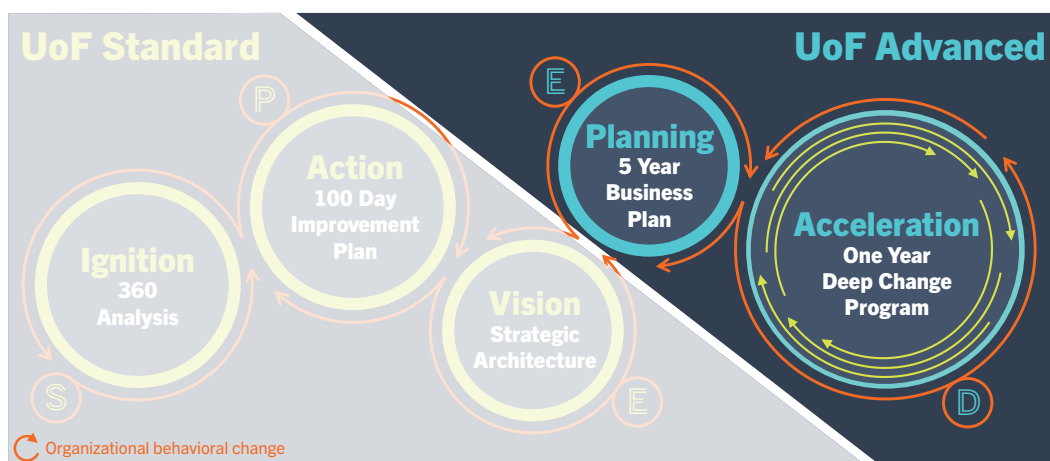 UoF Standard
UoF Advanced
P
Action
100 Day
Improvement
Plan
E
Planning
5 Year
Business
Plan
Ignition
360
Analysis
S
Vision
Strategic
Architecture
E
Acceleration
One Year
Deep Change
Program
D
Organizational behavioral change